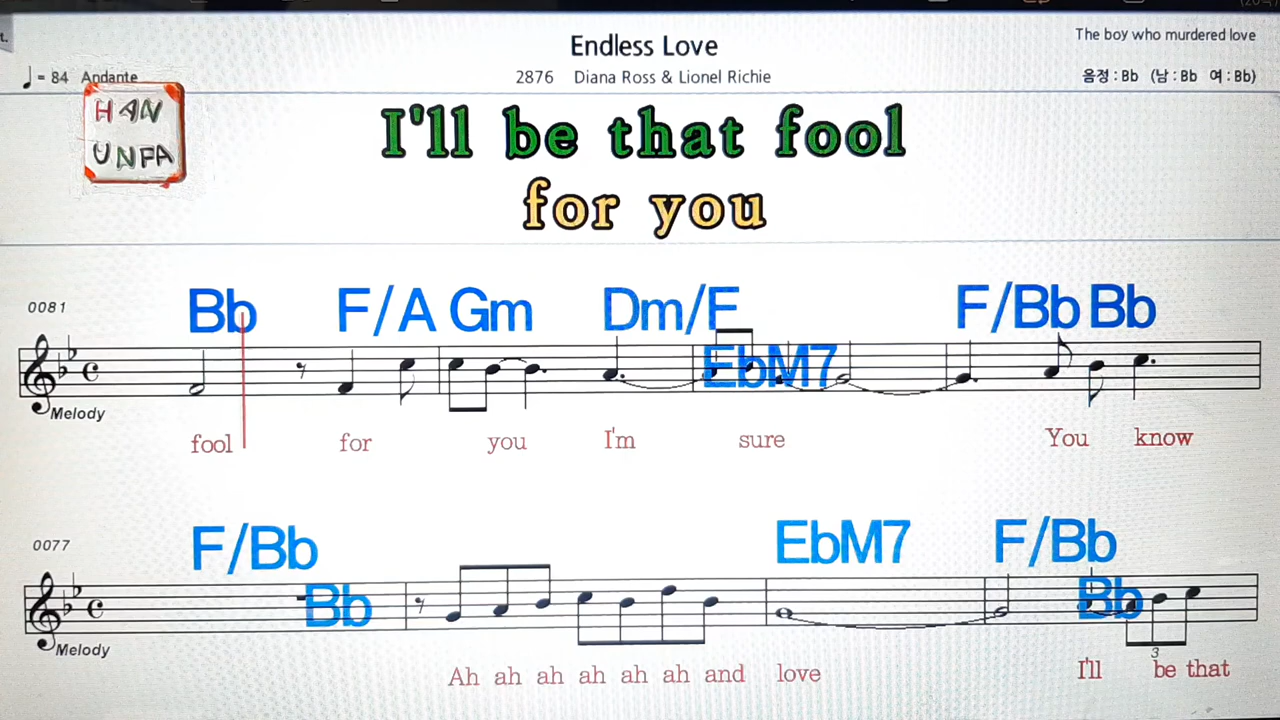 t.
Endless Love
The boy who murdered love
♩= 84 Andante
2876 Diana Ross & Lionel Richie
음정 : Bb (남 : Bb 여 : Bb)
HAN
UNPA
I'll be that fool
for you
0081
Bb F/A Gm Dm/F EbM7 F/Bb Bb
Melody
fool for you I'm sure You know
0077
F/Bb Bb EbM7 F/Bb Bb
Melody
3
Ah ah ah ah ah ah and love I'll be that